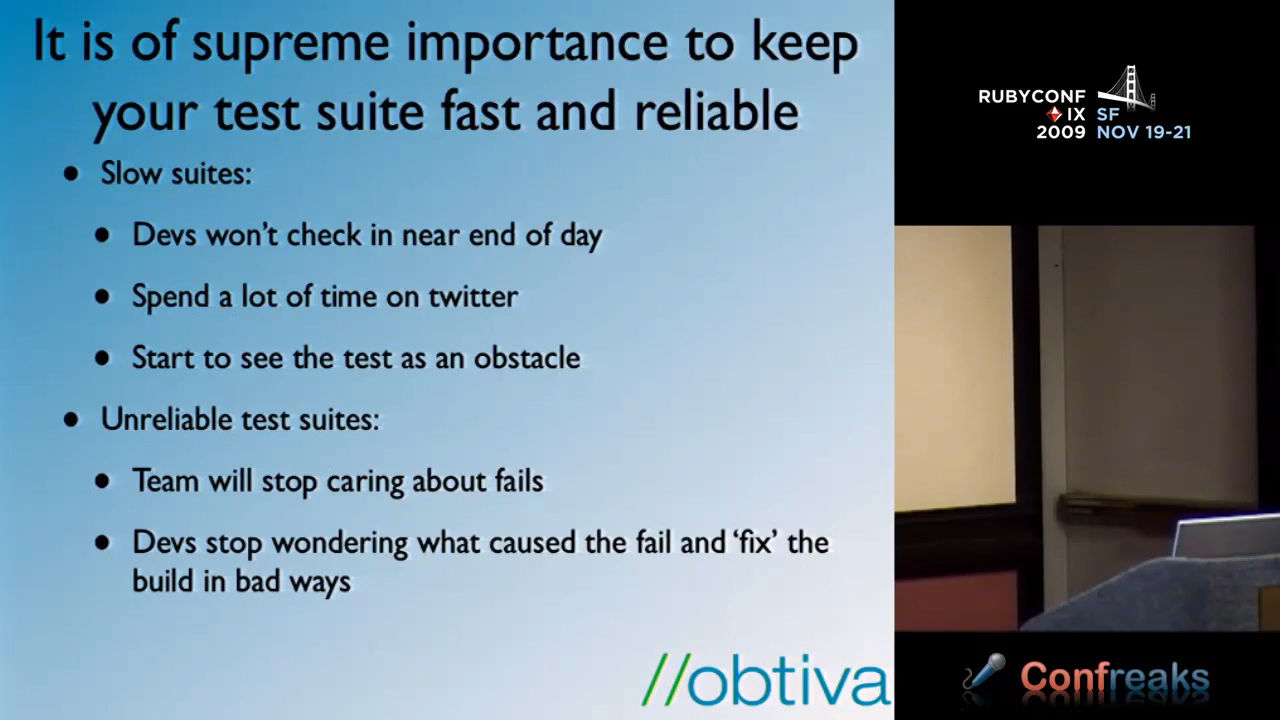 It is of supreme importance to keep
your test suite fast and reliable
• Slow suites:
• Devs won't check in near end of day
• Spend a lot of time on twitter
• Start to see the test as an obstacle
• Unreliable test suites:
• Team will stop caring about fails
• Devs stop wondering what caused the fail and ‘fix’ the
build in bad ways
//obtiva
RUBYCONF
IX SF
2009 NOV 19-21
Confreaks